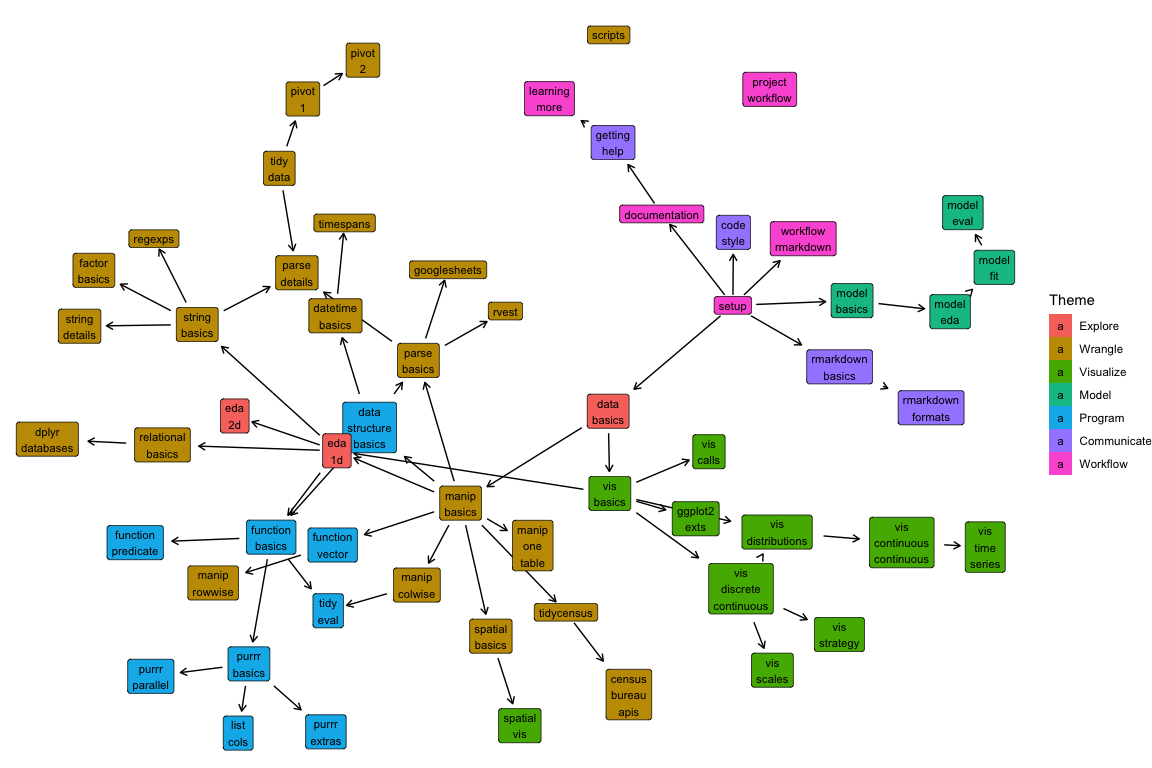 scripts
pivot
2
pivot
1
learning
more
project
workflow
getting
help
tidy
data
timespans
documentation
code
style
workflow
rmarkdown
model
eval
regexps
factor
basics
parse
details
googlesheets
model
fit
string
details
string
basics
datetime
basics
rvest
setup
model
basics
model
eda
parse
basics
rmarkdown
basics
rmarkdown
formats
eda
2d
data
structure
basics
data
basics
dplyr
databases
relational
basics
eda
1d
vis
calls
manip
basics
vis
basics
ggplot2
exts
vis
distributions
vis
continuous
continuous
vis
time
series
function
predicate
function
basics
function
vector
manip
one
table
manip
rowwise
manip
colwise
vis
discrete
continuous
tidy
eval
tidycensus
spatial
basics
vis
strategy
purrr
parallel
purrr
basics
vis
scales
census
bureau
apis
list
cols
purrr
extras
spatial
vis
Theme
a Explore
a Wrangle
a Visualize
a Model
a Program
a Communicate
a Workflow